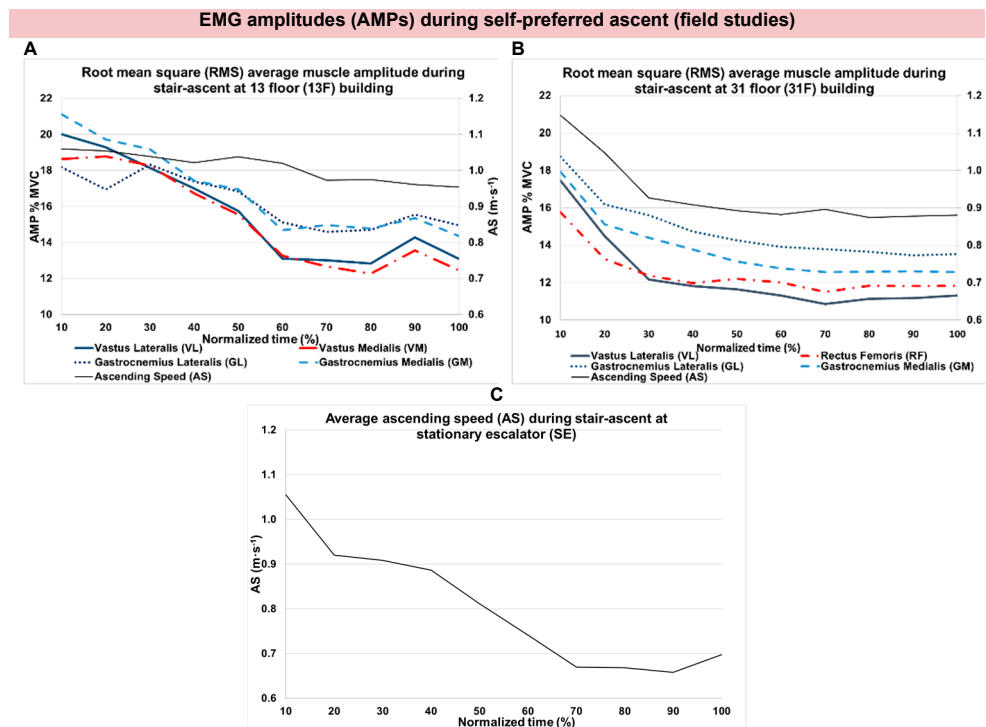 EMG amplitudes (AMPs) during self-preferred ascent (field studies)
A
Root mean square (RMS) average muscle amplitude during
stair-ascent at 13 floor (13F) building
22
20
18
16
14
12
10
AMP % MVC
1.2
1.1
1.0
0.9
0.8
0.7
0.6
AS (m·s⁻¹)
10 20 30 40 50 60 70 80 90 100
Normalized time (%)
Vastus Lateralis (VL)
Vastus Medialis (VM)
Gastrocnemius Lateralis (GL)
Gastrocnemius Medialis (GM)
Ascending Speed (AS)
B
Root mean square (RMS) average muscle amplitude during
stair-ascent at 31 floor (31F) building
22
20
18
16
14
12
10
AMP % MVC
1.2
1.1
1.0
0.9
0.8
0.7
0.6
10 20 30 40 50 60 70 80 90 100
Normalized time (%)
Vastus Lateralis (VL)
Rectus Femoris (RF)
Gastrocnemius Lateralis (GL)
Gastrocnemius Medialis (GM)
Ascending Speed (AS)
C
Average ascending speed (AS) during stair-ascent at
stationary escalator (SE)
1.2
1.1
1.0
0.9
0.8
0.7
0.6
AS (m·s⁻¹)
10 20 30 40 50 60 70 80 90 100
Normalized time (%)